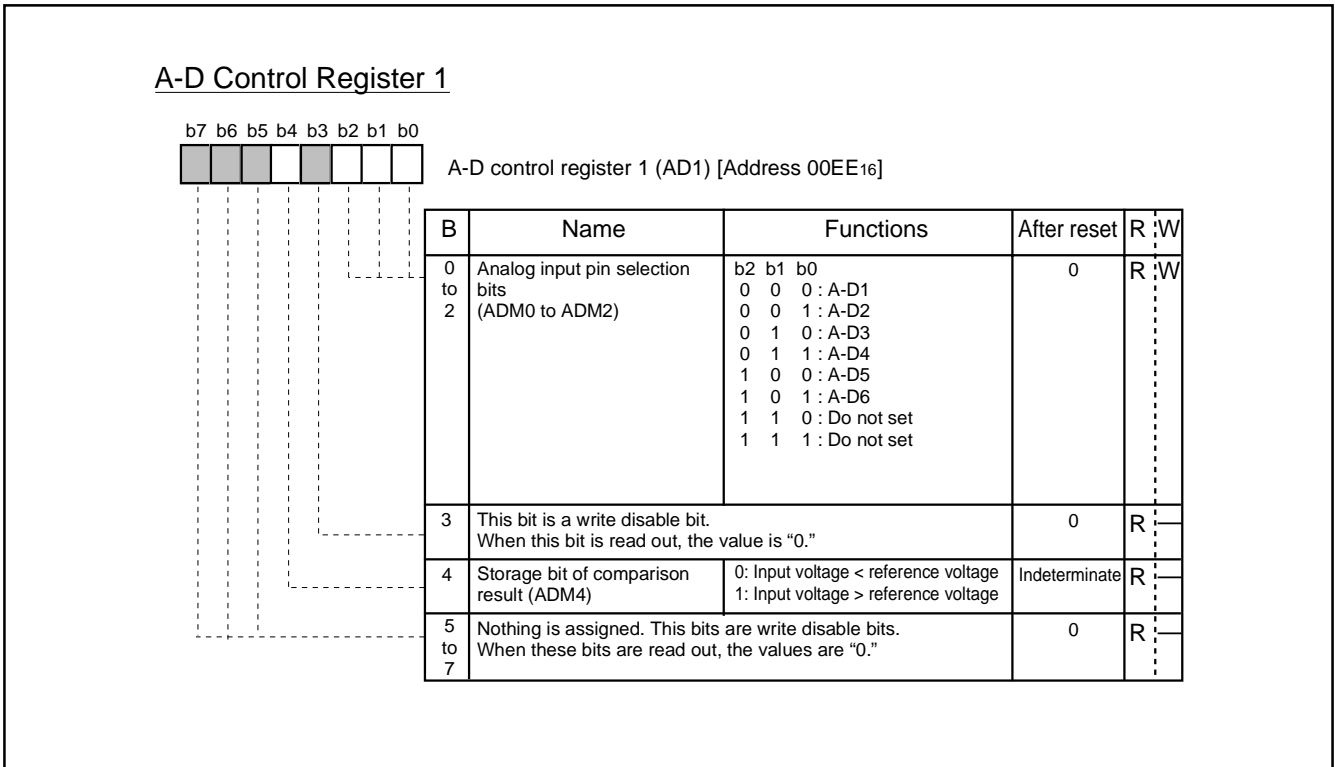 A-D Control Register 1
b7 b6 b5 b4 b3 b2 b1 b0
A-D control register 1 (AD1) [Address 00EE16]
B Name Functions After reset R W
0 to 2 Analog input pin selection bits (ADM0 to ADM2) b2 b1 b0 0 R W
0 0 0 : A-D1
0 0 1 : A-D2
0 1 0 : A-D3
0 1 1 : A-D4
1 0 0 : A-D5
1 0 1 : A-D6
1 1 0 : Do not set
1 1 1 : Do not set
3 This bit is a write disable bit. 0 R —
When this bit is read out, the value is “0.”
4 Storage bit of comparison 0: Input voltage < reference voltage Indeterminate R —
result (ADM4) 1: Input voltage > reference voltage
5 Nothing is assigned. This bits are write disable bits. 0 R —
to When these bits are read out, the values are “0.”
7